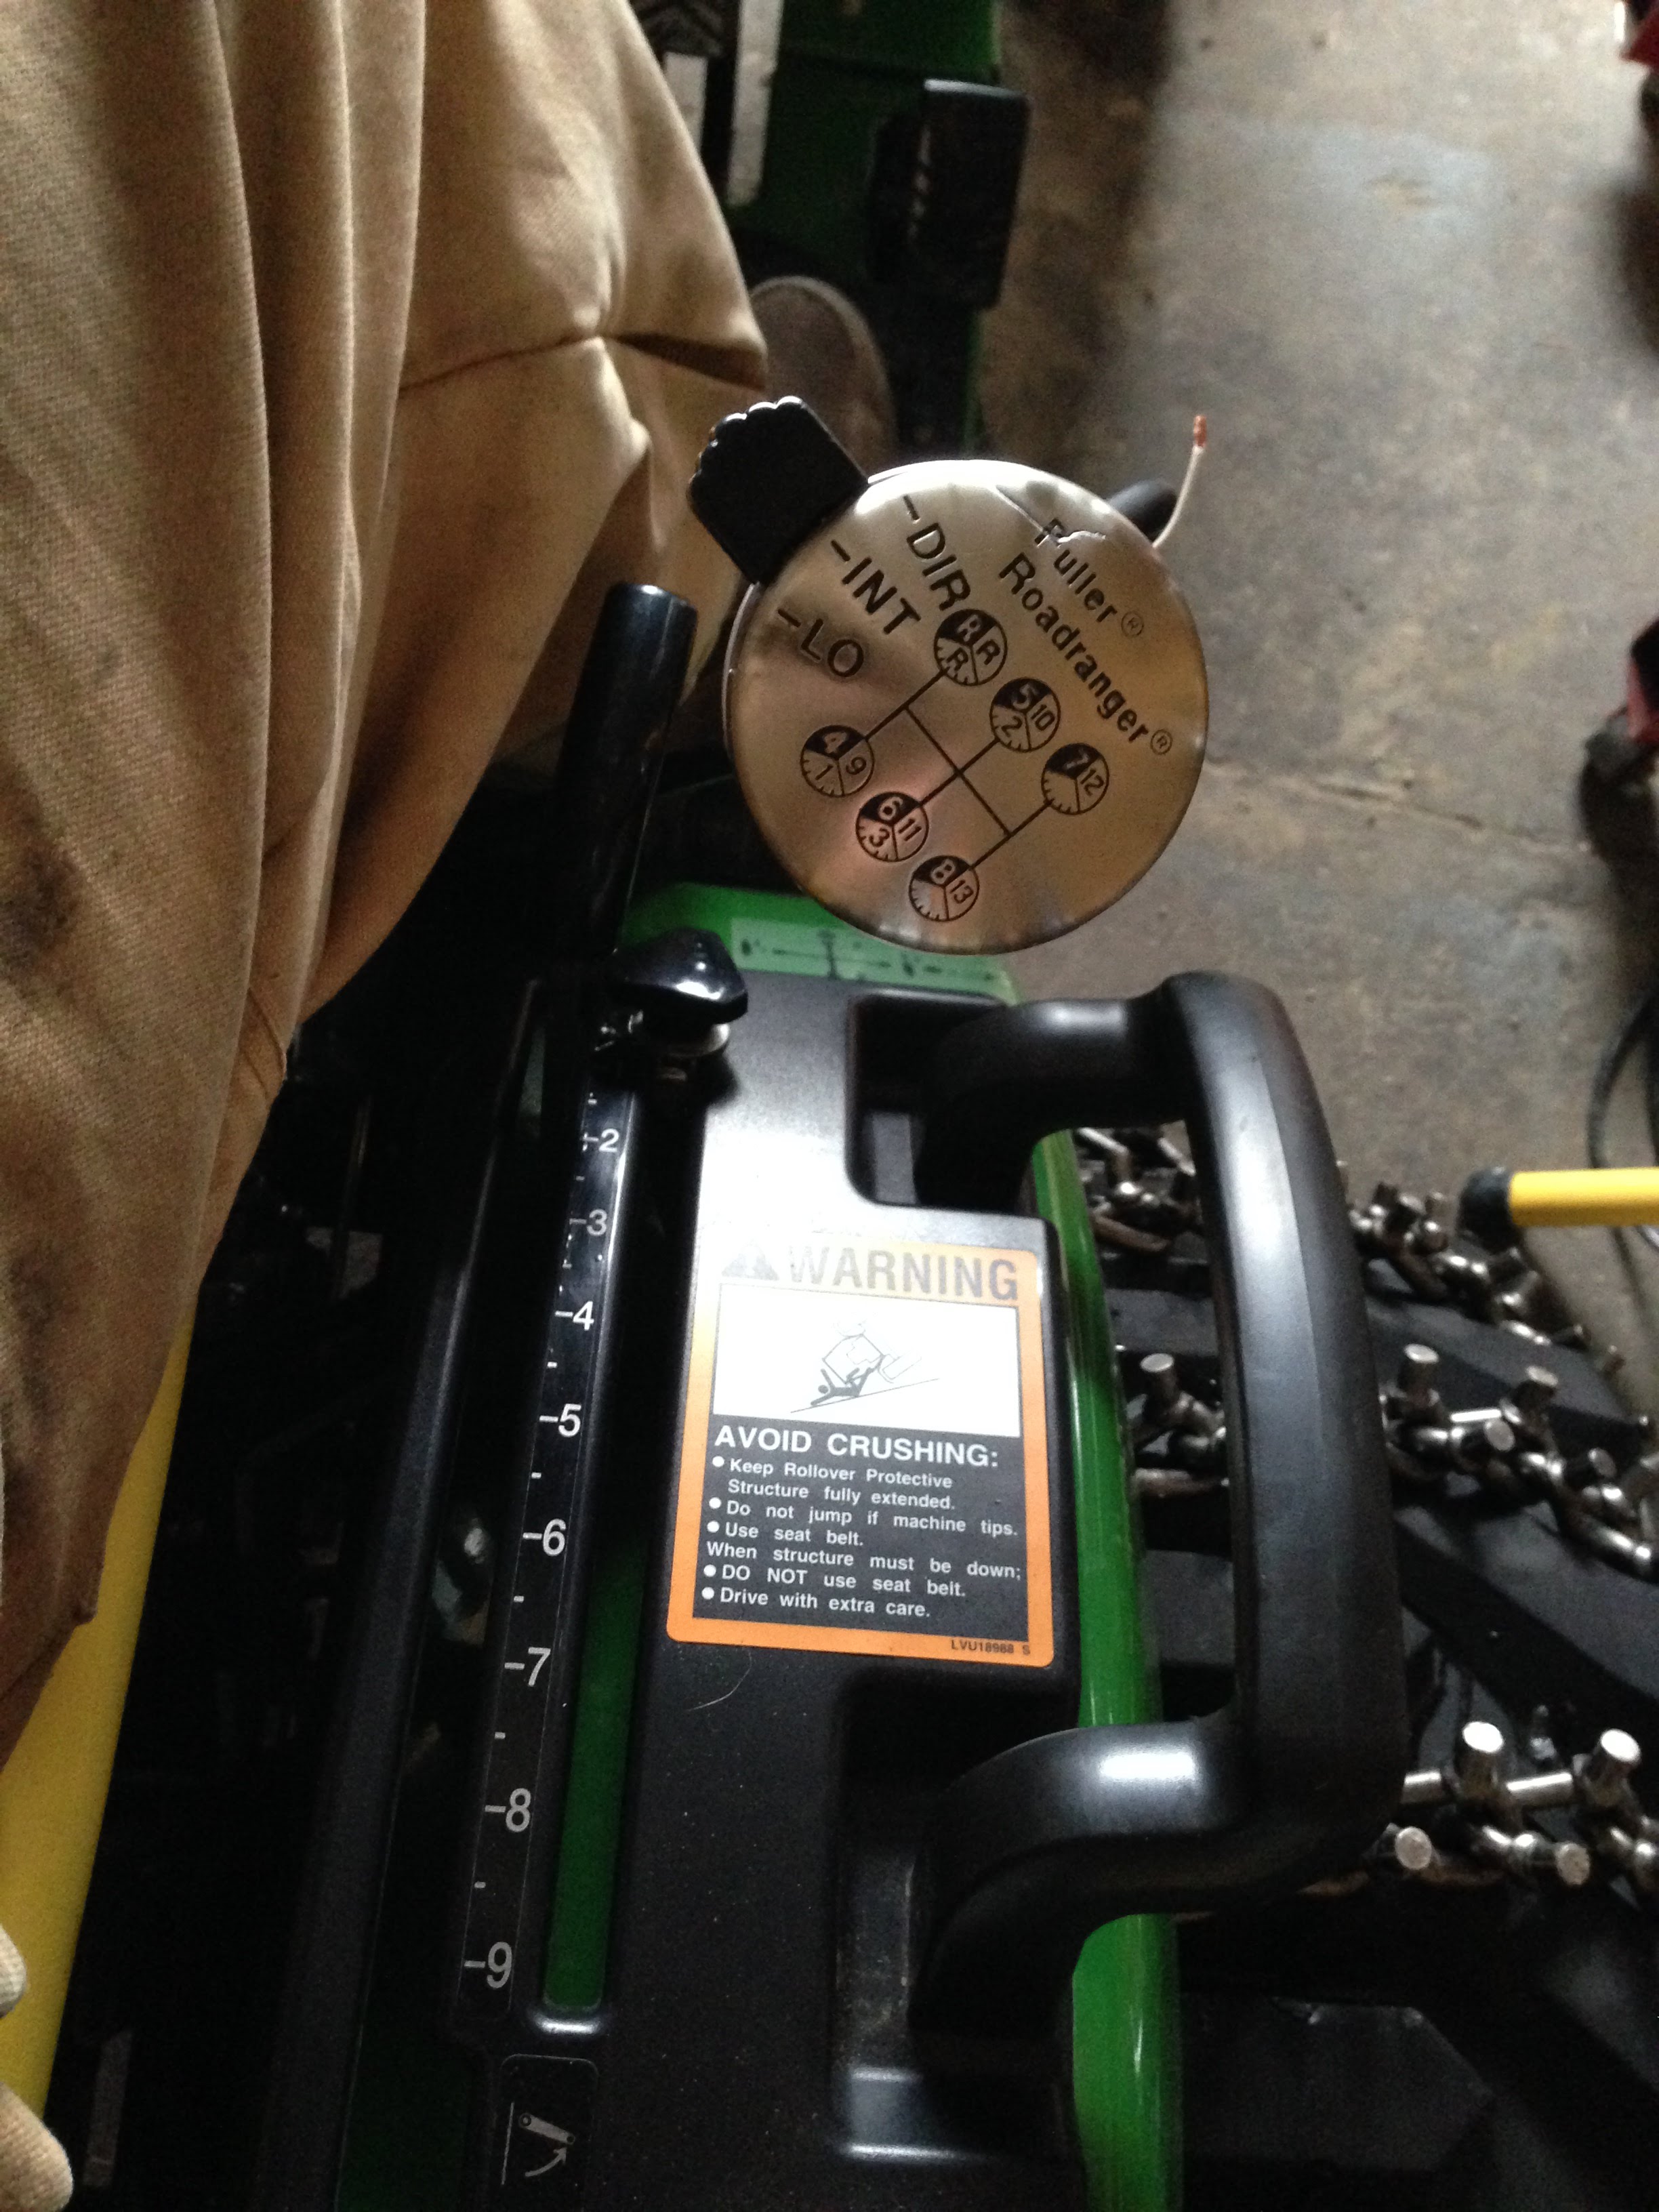 Fuller®
Roadranger®
-DIR
-INT
-LO
R R R
5 10 2
7 12
4 9 1
6 11 3
8 13
-2
-3
-4
-5
-6
-7
-8
-9
WARNING
AVOID CRUSHING:
● Keep Rollover Protective
Structure fully extended.
● Do not jump if machine tips.
● Use seat belt.
When structure must be down;
● DO NOT use seat belt.
● Drive with extra care.
LVU18988 S